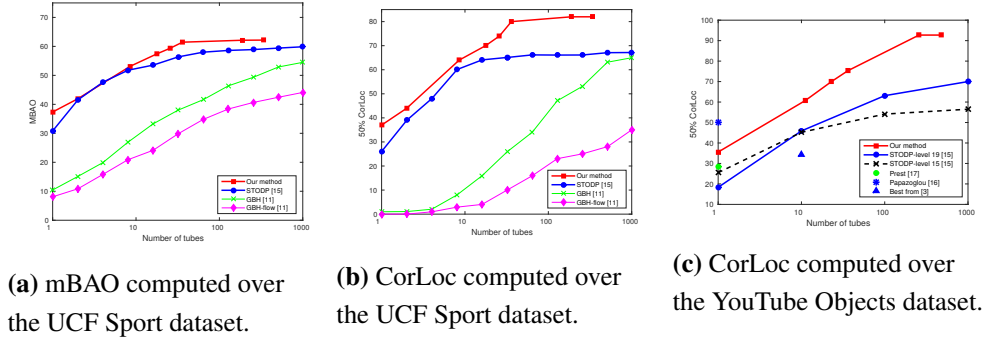 70
60
50
40
30
20
10
0
MBAO
1
10
100
1000
Number of tubes
Our method
STODP [15]
GBH [11]
GBH-flow [11]
90
80
70
60
50
40
30
20
10
0
50% CorLoc
1
10
100
1000
Number of tubes
Our method
STODP [15]
GBH [11]
GBH-flow [11]
100
90
80
70
60
50
40
30
20
10
0
50% CorLoc
1
10
100
1000
Number of tubes
Our method
STODP-level 19 [15]
STODP-level 15 [15]
Prest [17]
Papazoglou [16]
Best from [3]
(a) mBAO computed over
the UCF Sport dataset.
(b) CorLoc computed over
the UCF Sport dataset.
(c) CorLoc computed over
the YouTube Objects dataset.